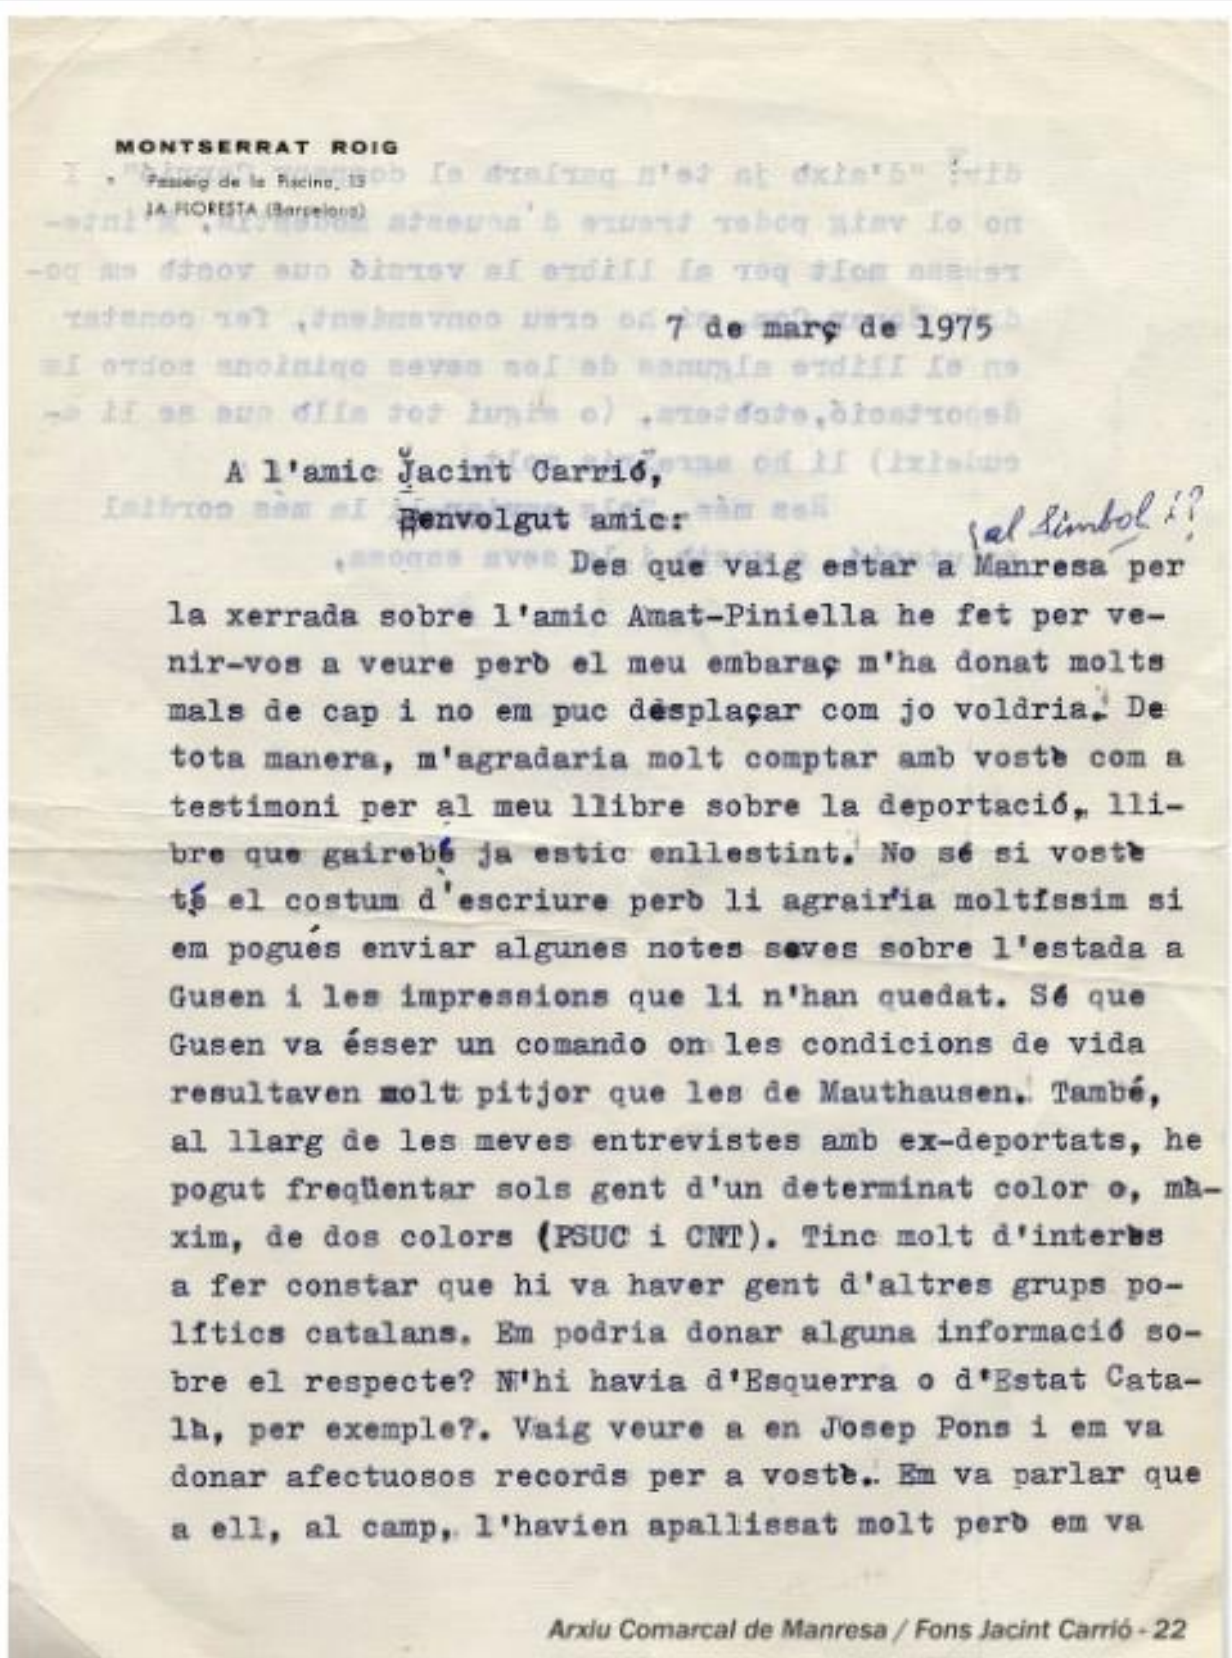 MONTSERRAT ROIG
Passeig de la Piscina, 13
LA FLORESTA (Barcelona)
7 de març de 1975
A l'amic Jacint Carrió,
Benvolgut amic:
¡al Símbol!?
Des que vaig estar a Manresa per
la xerrada sobre l'amic Amat-Piniella he fet per ve-
nir-vos a veure però el meu embaraç m'ha donat molts
mals de cap i no em puc desplaçar com jo voldria. De
tota manera, m'agradaria molt comptar amb vostè com a
testimoni per al meu llibre sobre la deportació, lli-
bre que gairebé ja estic enllestint. No sé si vostè
té el costum d'escriure però li agrairia moltíssim si
em pogués enviar algunes notes seves sobre l'estada a
Gusen i les impressions que li n'han quedat. Sé que
Gusen va ésser un comando on les condicions de vida
resultaven molt pitjor que les de Mauthausen. També,
al llarg de les meves entrevistes amb ex-deportats, he
pogut freqüentar sols gent d'un determinat color o, mà-
xim, de dos colors (PSUC i CNT). Tinc molt d'interès
a fer constar que hi va haver gent d'altres grups po-
lítics catalans. Em podria donar alguna informació so-
bre el respecte? N'hi havia d'Esquerra o d'Estat Cata-
là, per exemple?. Vaig veure a en Josep Pons i em va
donar afectuosos records per a vostè. Em va parlar que
a ell, al camp, l'havien apallissat molt però em va
Arxiu Comarcal de Manresa / Fons Jacint Carrió - 22